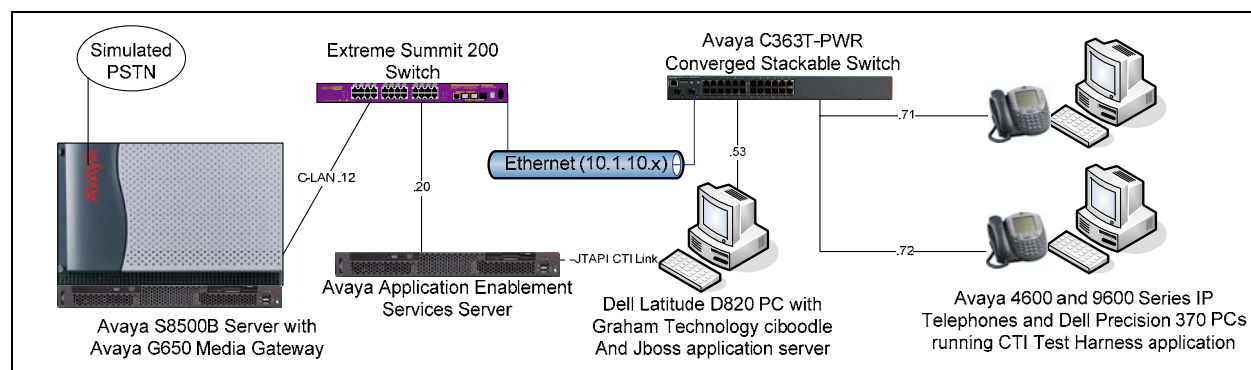 Simulated
PSTN
Extreme Summit 200
Switch
Avaya C363T-PWR
Converged Stackable Switch
AVAYA
C-LAN .12
.20
Ethernet (10.1.10.x)
.53
.71
.72
JTAPI CTI Link
Avaya S8500B Server with
Avaya G650 Media Gateway
Avaya Application Enablement
Services Server
Dell Latitude D820 PC with
Graham Technology ciboodle
And Jboss application server
Avaya 4600 and 9600 Series IP
Telephones and Dell Precision 370 PCs
running CTI Test Harness application